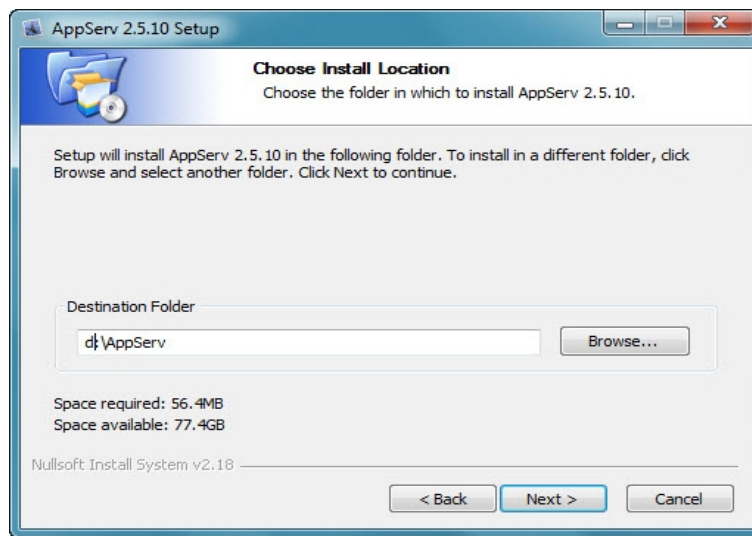 AppServ 2.5.10 Setup
Choose Install Location
Choose the folder in which to install AppServ 2.5.10.
Setup will install AppServ 2.5.10 in the following folder. To install in a different folder, click
Browse and select another folder. Click Next to continue.
Destination Folder
d:\AppServ
Browse...
Space required: 56.4MB
Space available: 77.4GB
Nullsoft Install System v2.18
< Back
Next >
Cancel